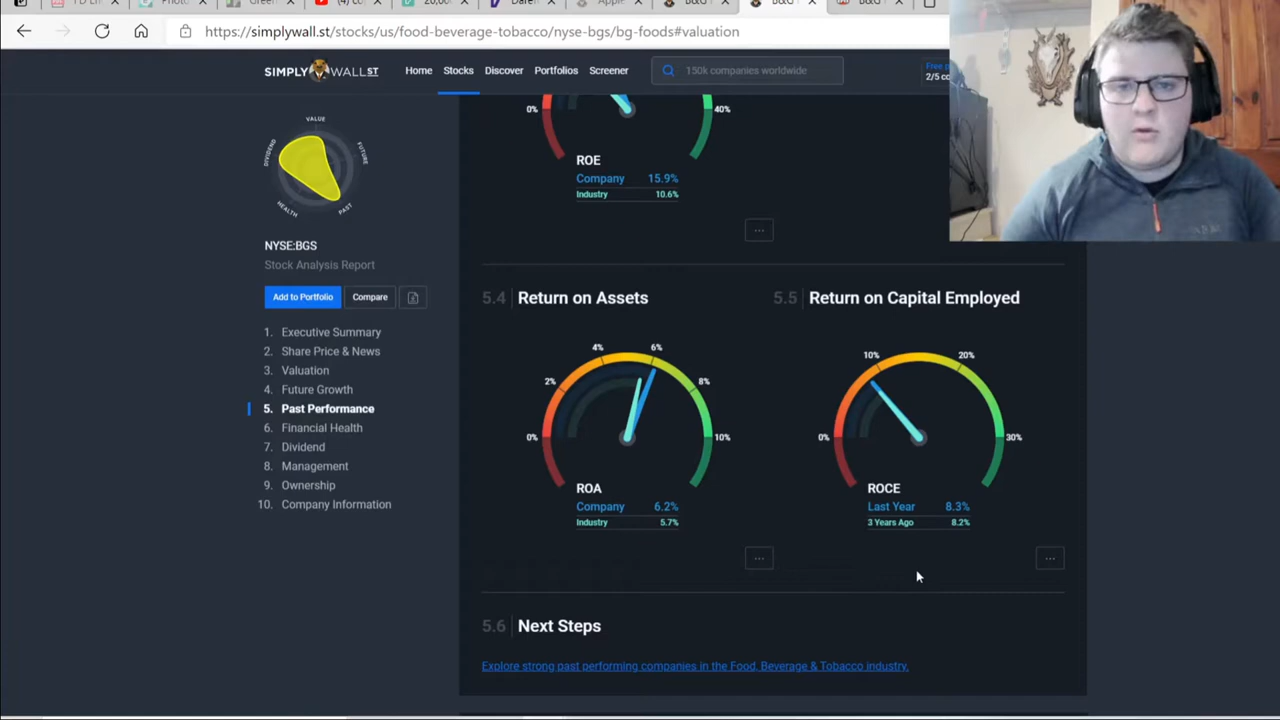 https://simplywall.st/stocks/us/food-beverage-tobacco/nyse-bgs/bg-foods#valuation
SIMPLY WALL ST
Home
Stocks
Discover
Portfolios
Screener
150k companies worldwide
2/5 co
VALUE
FUTURE
PAST
HEALTH
DIVIDEND
NYSE:BGS
Stock Analysis Report
Add to Portfolio
Compare
1. Executive Summary
2. Share Price & News
3. Valuation
4. Future Growth
5. Past Performance
6. Financial Health
7. Dividend
8. Management
9. Ownership
10. Company Information
0%
40%
ROE
Company 15.9%
Industry 10.6%
...
5.4 Return on Assets
0%
2%
4%
6%
8%
10%
ROA
Company 6.2%
Industry 5.7%
...
5.5 Return on Capital Employed
0%
10%
20%
30%
ROCE
Last Year 8.3%
3 Years Ago 8.2%
...
5.6 Next Steps
Explore strong past performing companies in the Food, Beverage & Tobacco industry.